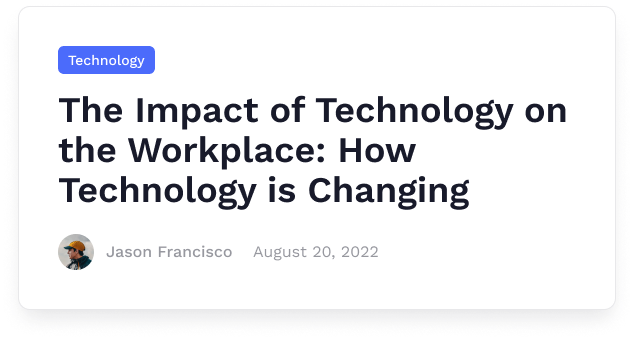 Technology
The Impact of Technology on
the Workplace: How
Technology is Changing
Jason Francisco August 20, 2022